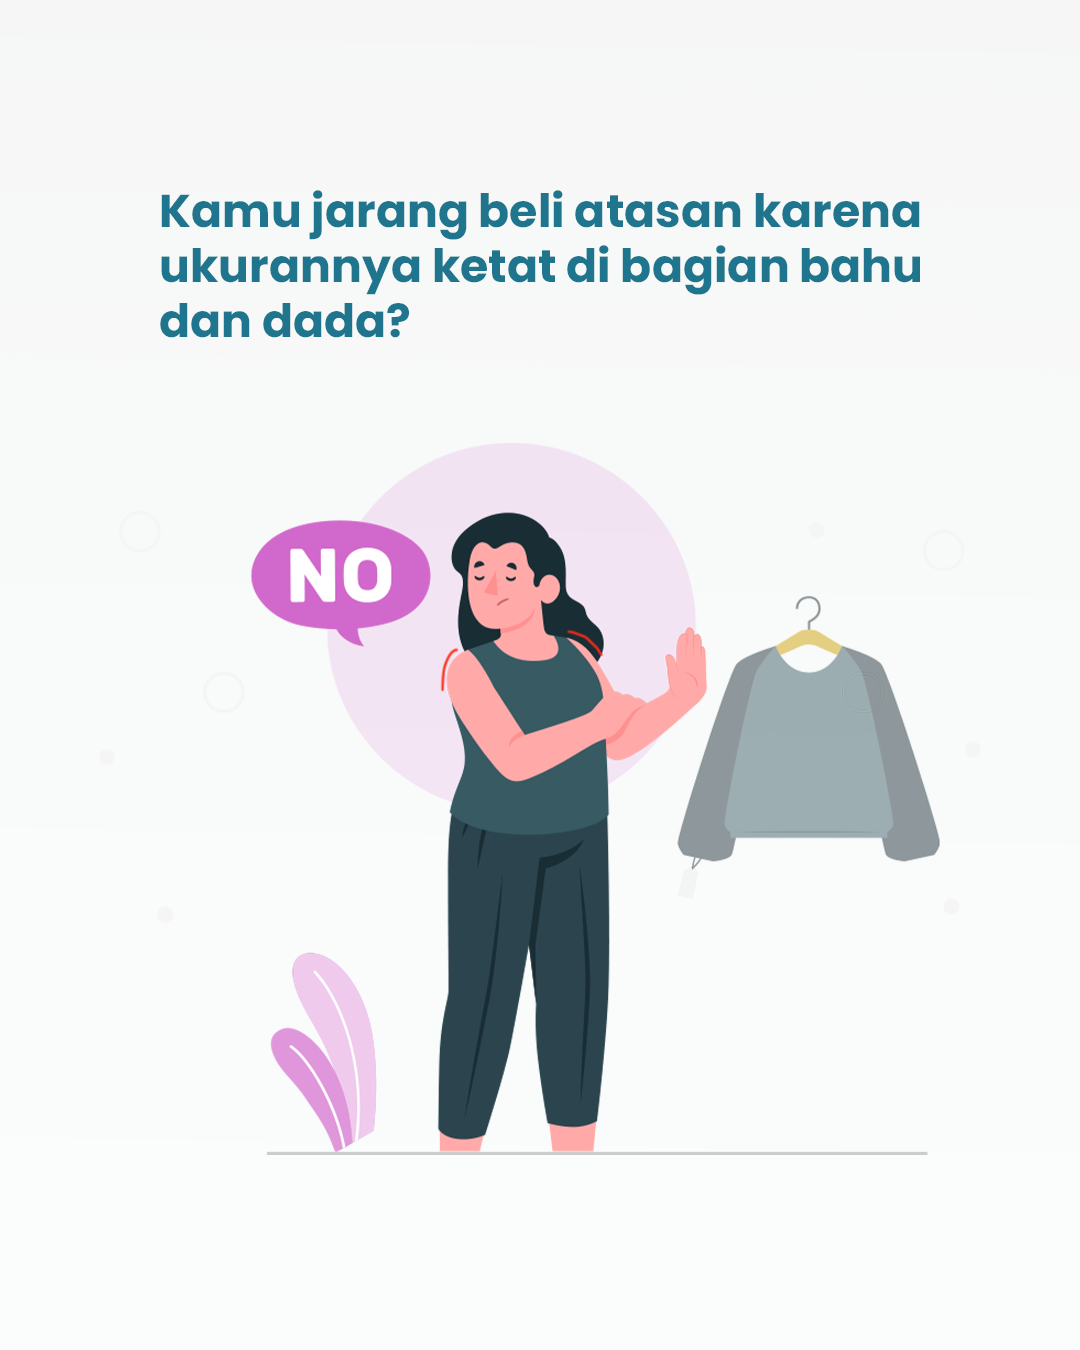 Kamu jarang beli atasan karena
ukurannya ketat di bagian bahu
dan dada?
NO